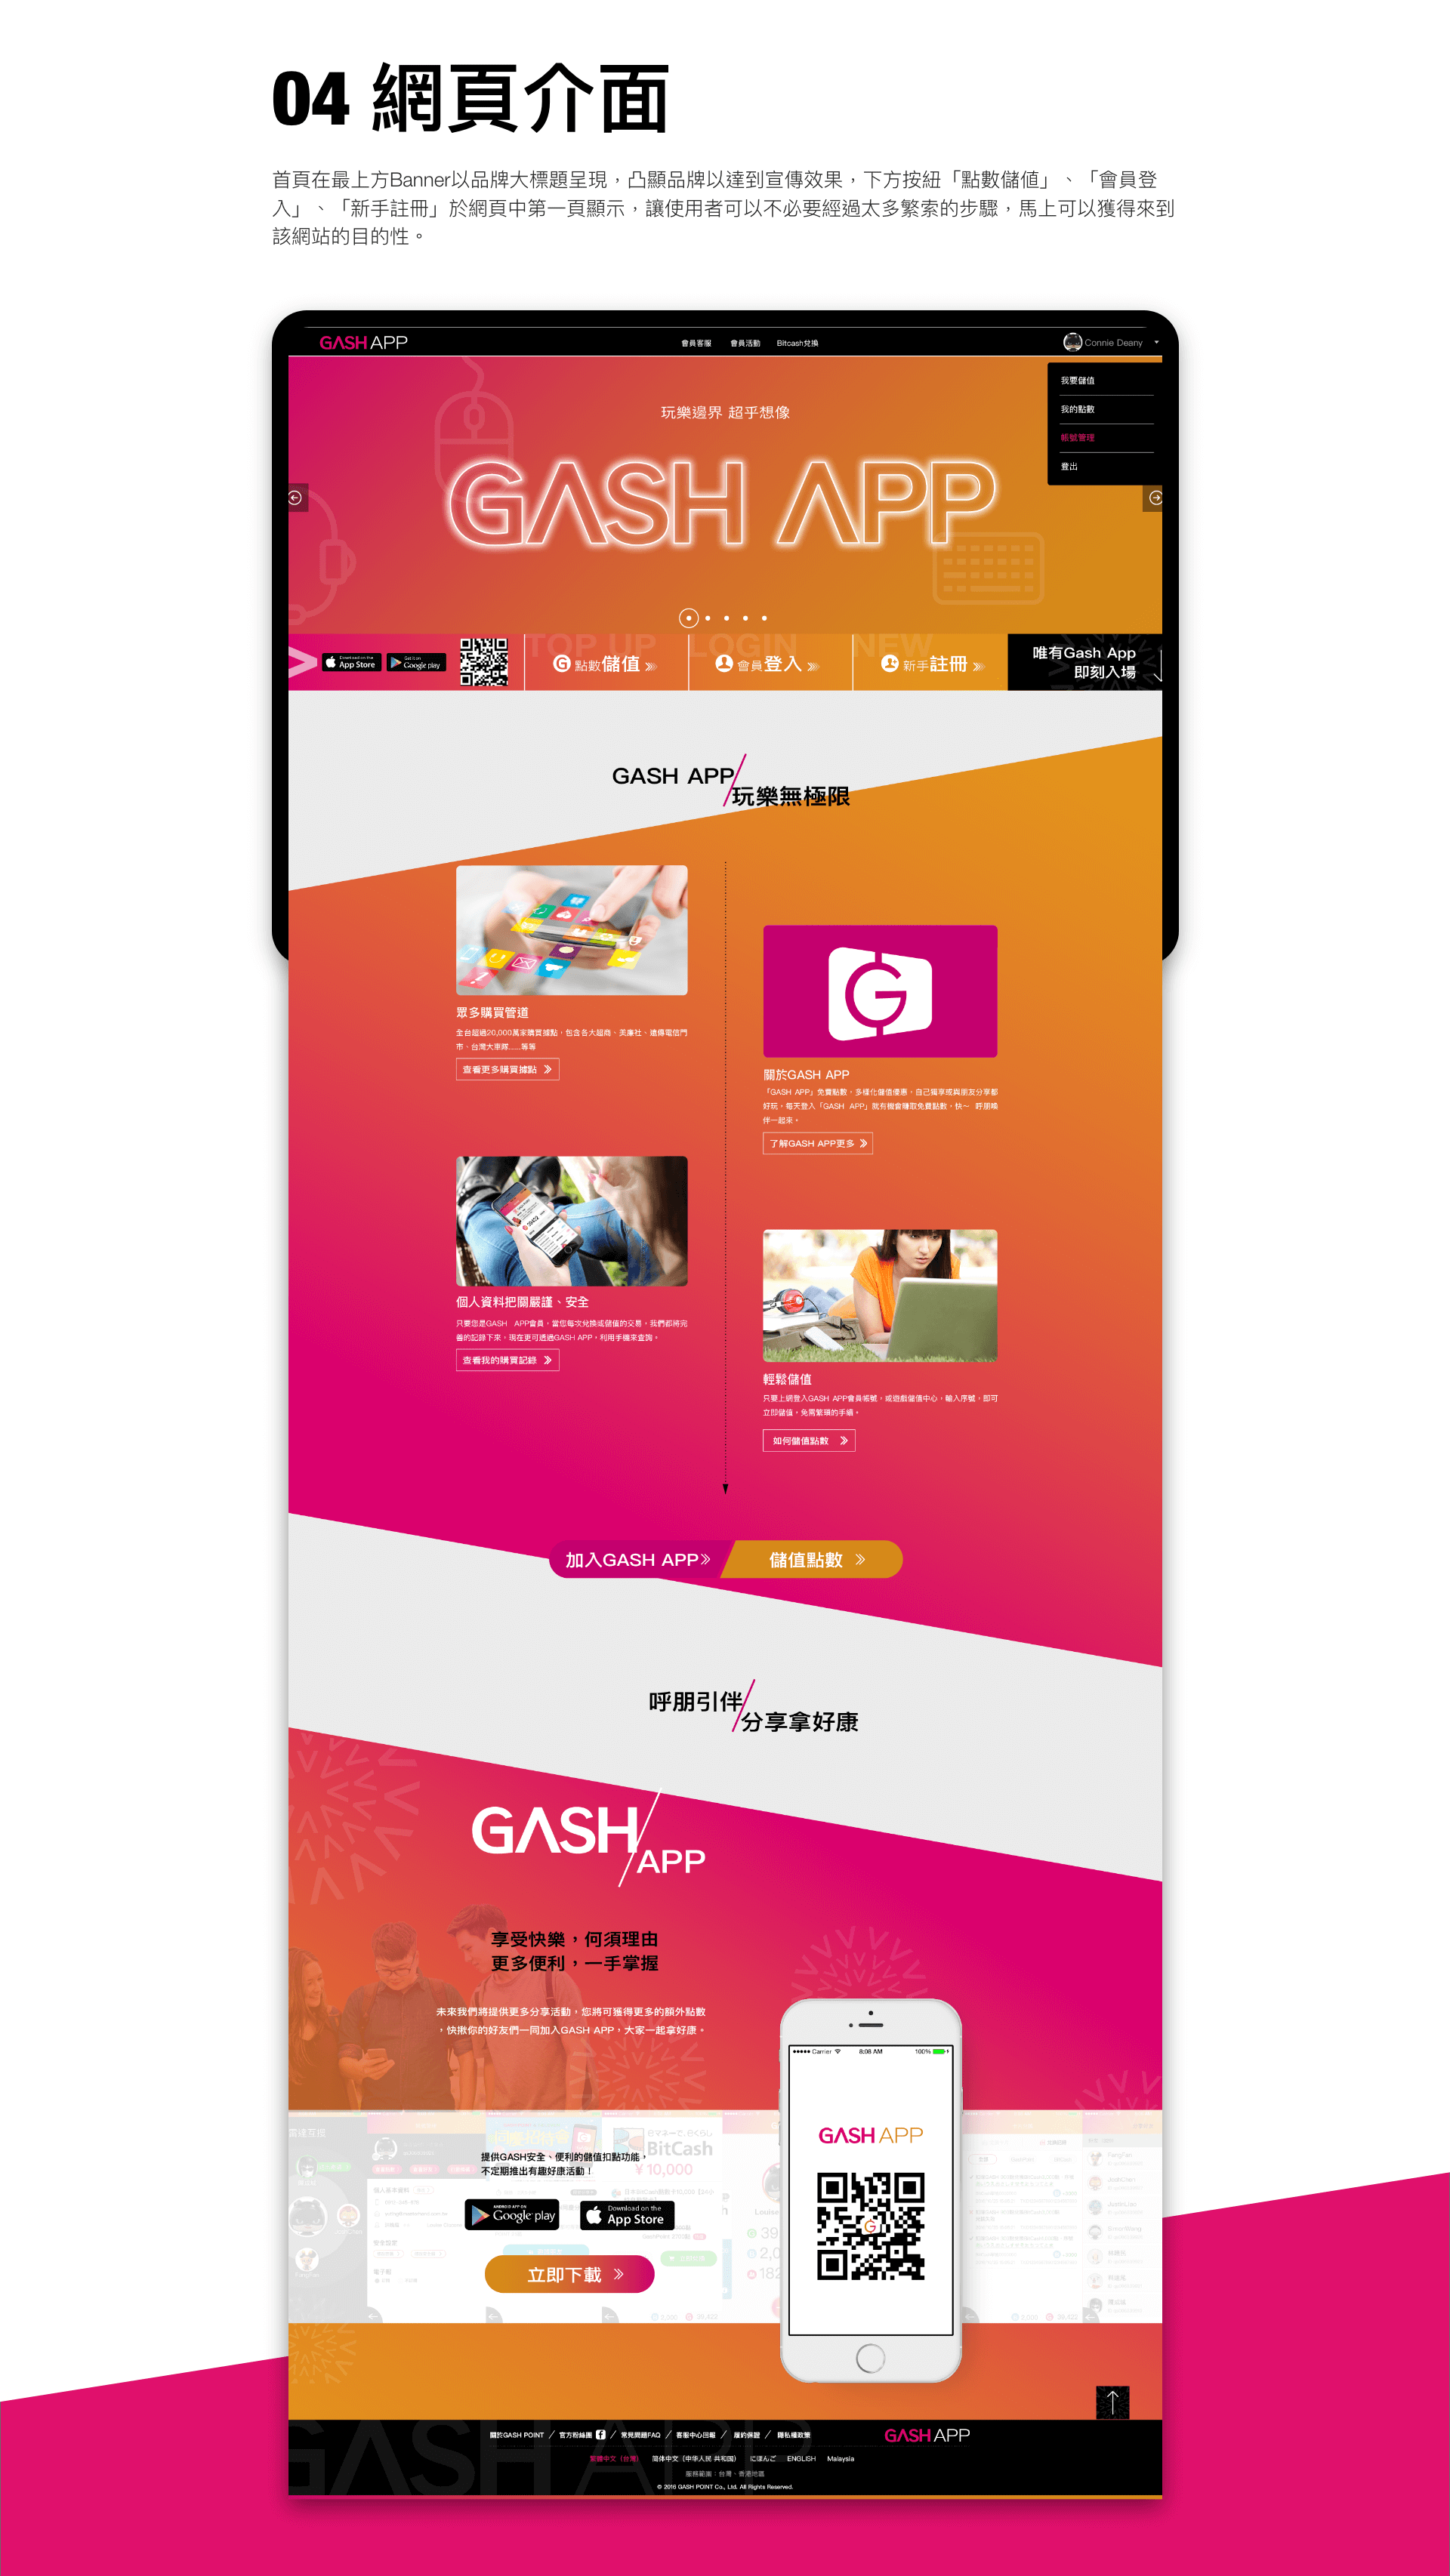 04 網頁介面
首頁在最上方Banner以品牌大標題呈現，凸顯品牌以達到宣傳效果，下方按紐「點數儲值」、「會員登
入」、「新手註冊」於網頁中第一頁顯示，讓使用者可以不必要經過太多繁索的步驟，馬上可以獲得來到
該網站的目的性。
GASH APP
會員客服 會員活動 Bitcash兌換
Connie Deany
我要儲值
我的點數
帳號管理
登出
玩樂邊界 超乎想像
GASH APP
Download on the App Store
Get it on Google play
TOP UP
點數儲值
LOGIN
會員登入
NEW
新手註冊
唯有Gash App
即刻入場
GASH APP
玩樂無極限
眾多購買管道
全台超過20,000萬家購買據點，包含各大超商、美廉社、遠傳電信門
市、台灣大車隊......等等
查看更多購買據點
關於GASH APP
「GASH APP」免費點數，多樣化儲值優惠，自己獨享或與朋友分享都
好玩。每天登入「GASH APP」就有機會賺取免費點數，快～ 呼朋喚
伴一起來。
了解GASH APP更多
個人資料把關嚴謹、安全
只要您是GASH APP會員，當您每次兌換或儲值的交易，我們都將完
善的記錄下來，現在更可透過GASH APP，利用手機來查詢。
查看我的購買記錄
輕鬆儲值
只要上網登入GASH APP會員帳號，或遊戲儲值中心，輸入序號，即可
立即儲值，免需繁瑣的手續。
如何儲值點數
加入GASH APP
儲值點數
呼朋引伴
分享拿好康
GASH
APP
享受快樂，何須理由
更多便利，一手掌握
未來我們將提供更多分享活動，您將可獲得更多的額外點數
，快揪你的好友們一同加入GASH APP，大家一起拿好康。
Carrier 8:08 AM 100%
GASH APP
BitCash
¥10,000
提供GASH安全、便利的儲值扣點功能，
不定期推出有趣好康活動！
ANDROID APP ON Google play
Download on the App Store
立即下載
關於GASH POINT / 官方粉絲團 / 常見問題FAQ / 客服中心回報 / 履約保證 / 隱私權政策
GASH APP
繁體中文（台灣） 简体中文（中华人民 共和国） にほんご ENGLISH Malaysia
服務範圍：台灣、香港地區
© 2016 GASH POINT Co., Ltd. All Rights Reserved.